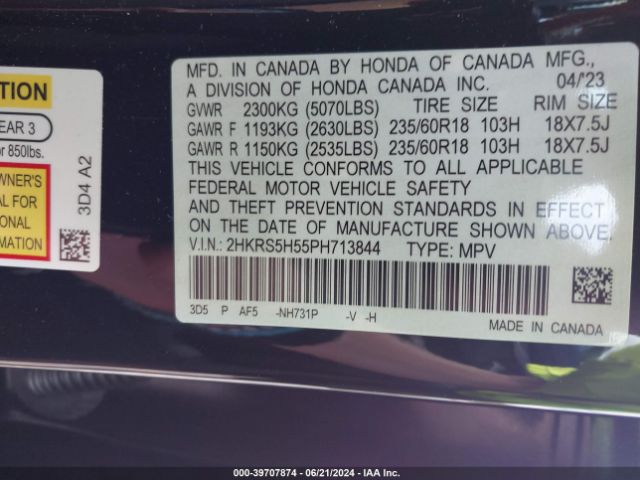 TION
EAR 3
r 850lbs.
WNER'S
AL FOR
ONAL
RMATION
3D4 A2
MFD. IN CANADA BY HONDA OF CANADA MFG.,
A DIVISION OF HONDA CANADA INC. 04/'23
GVWR 2300KG (5070LBS) TIRE SIZE RIM SIZE
GAWR F 1193KG (2630LBS) 235/60R18 103H 18X7.5J
GAWR R 1150KG (2535LBS) 235/60R18 103H 18X7.5J
THIS VEHICLE CONFORMS TO ALL APPLICABLE
FEDERAL MOTOR VEHICLE SAFETY
AND THEFT PREVENTION STANDARDS IN EFFECT
ON THE DATE OF MANUFACTURE SHOWN ABOVE.
V.I.N.: 2HKRS5H55PH713844 TYPE: MPV
3D5 P AF5 -NH731P -V -H
MADE IN CANADA
000-39707874 | 06/21/2024 - IAA Inc.